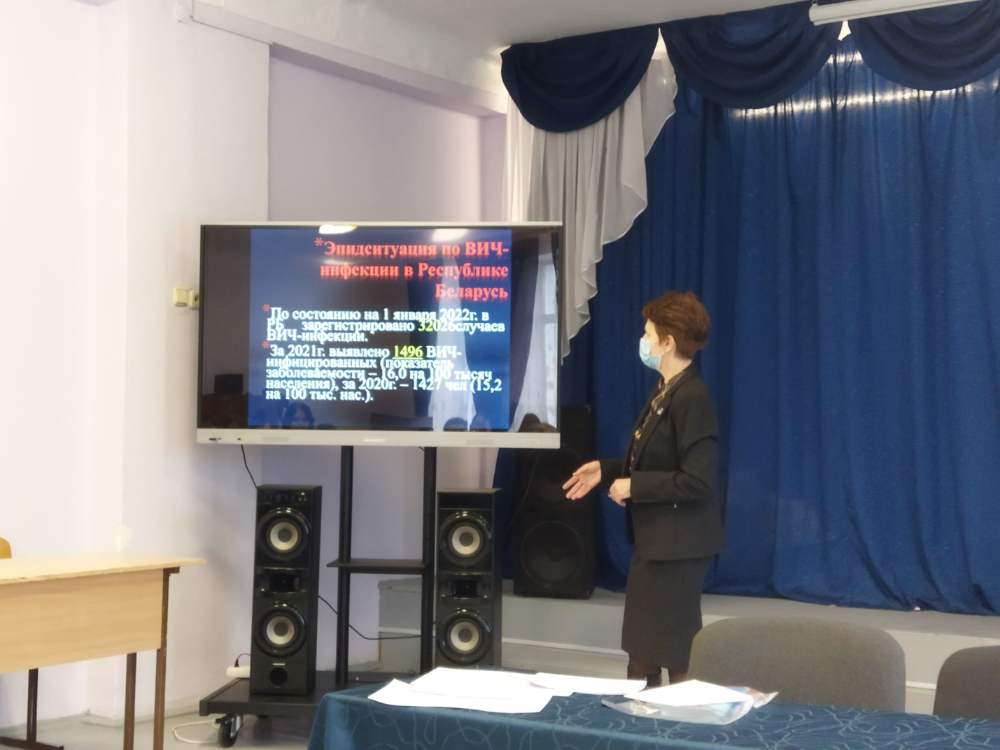 *Эпидситуация по ВИЧ-
инфекции в Республике
Беларусь
*По состоянию на 1 января 2022г. в
РБ зарегистрировано 32026случаев
ВИЧ-инфекции.
*За 2021г. выявлено 1496 ВИЧ-
инфицированных (показатель
заболеваемости – 16,0 на 100 тысяч
населения), за 2020г. – 1427 чел (15,2
на 100 тыс. нас.).